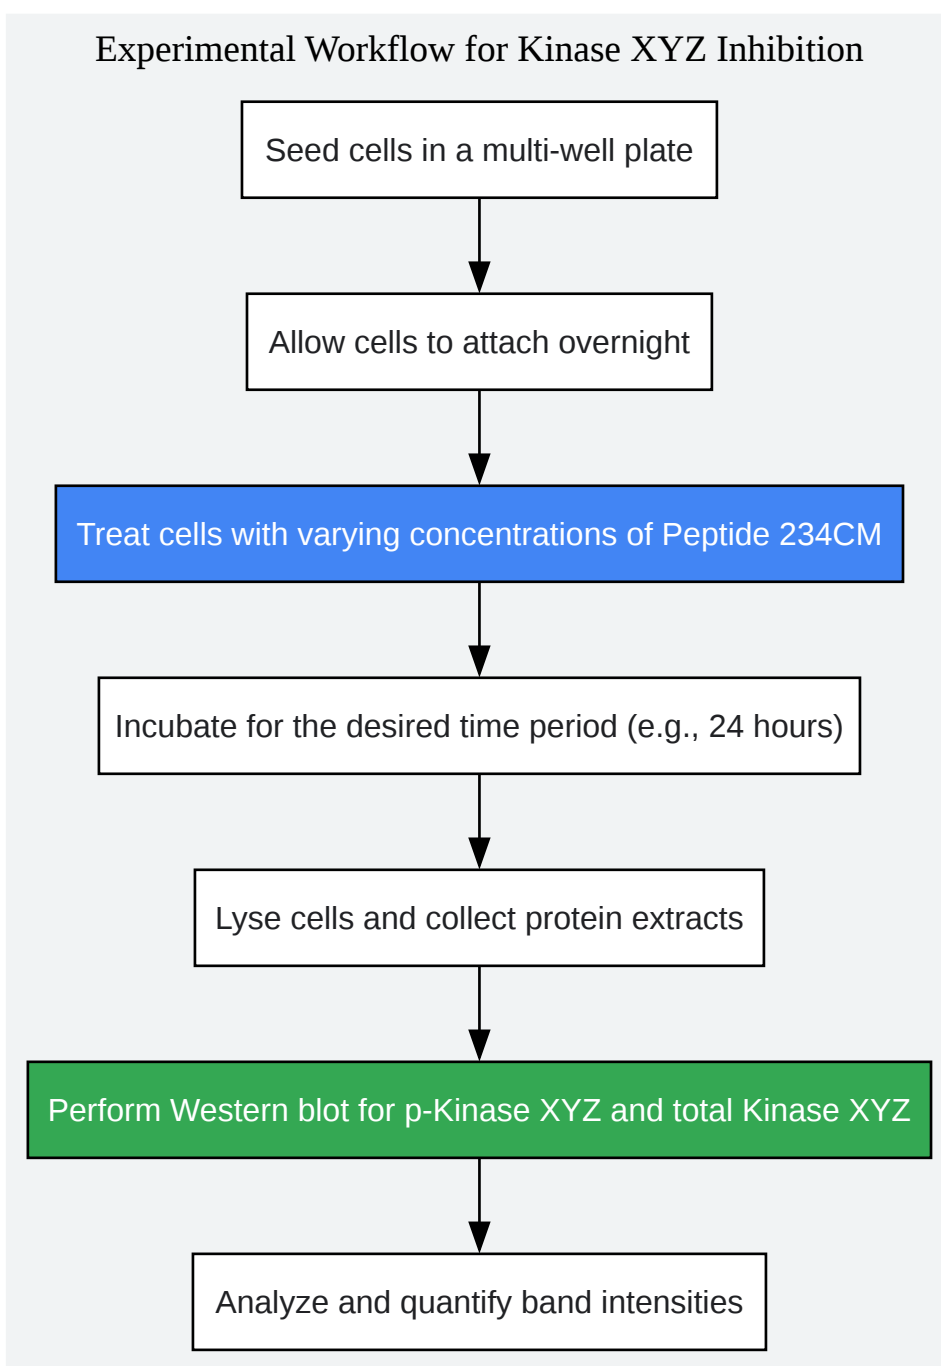 Experimental Workflow for Kinase XYZ Inhibition
Seed cells in a multi-well plate
Allow cells to attach overnight
Treat cells with varying concentrations of Peptide 234CM
Incubate for the desired time period (e.g., 24 hours)
Lyse cells and collect protein extracts
Perform Western blot for p-Kinase XYZ and total Kinase XYZ
Analyze and quantify band intensities